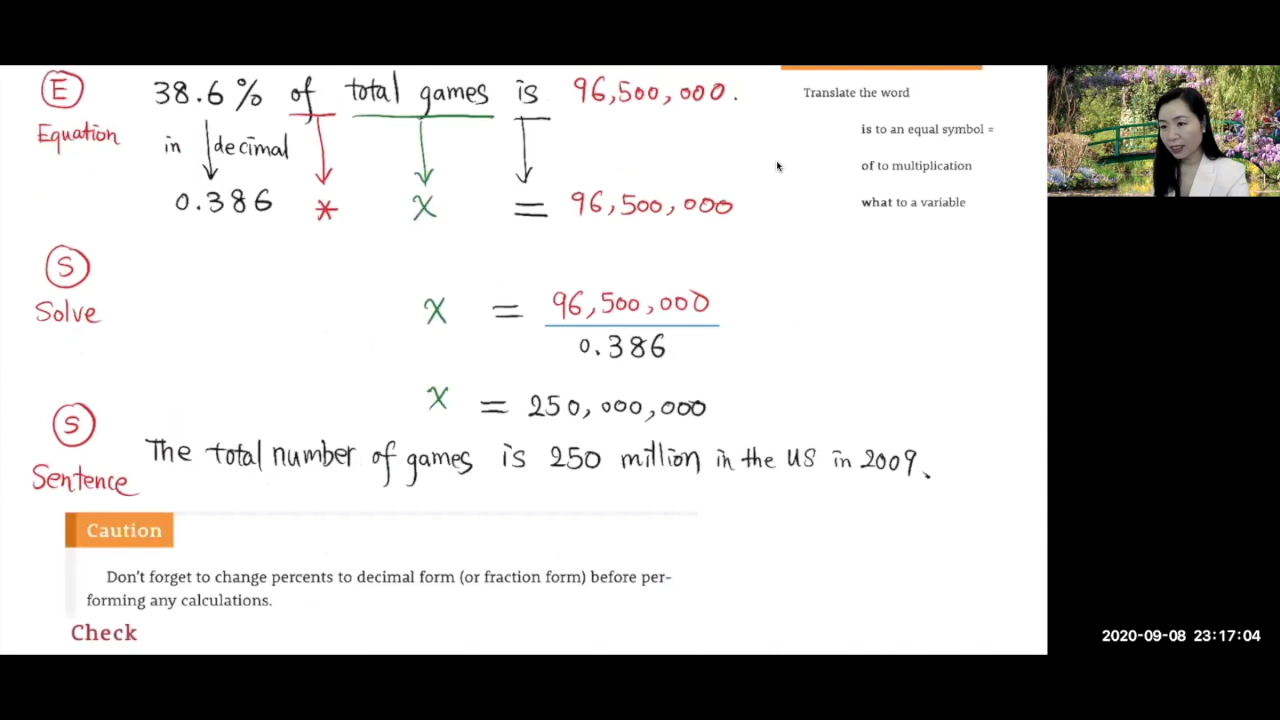 E 38.6% of total games is 96,500,000.
Equation in decimal
0.386 * x = 96,500,000
S
Solve
x = 96,500,000
0.386
x = 250,000,000
S
The total number of games is 250 million in the US in 2009.
Sentence
Caution
Don't forget to change percents to decimal form (or fraction form) before per-
forming any calculations.
Check
Translate the word
is to an equal symbol =
of to multiplication
what to a variable
2020-09-08 23:17:04